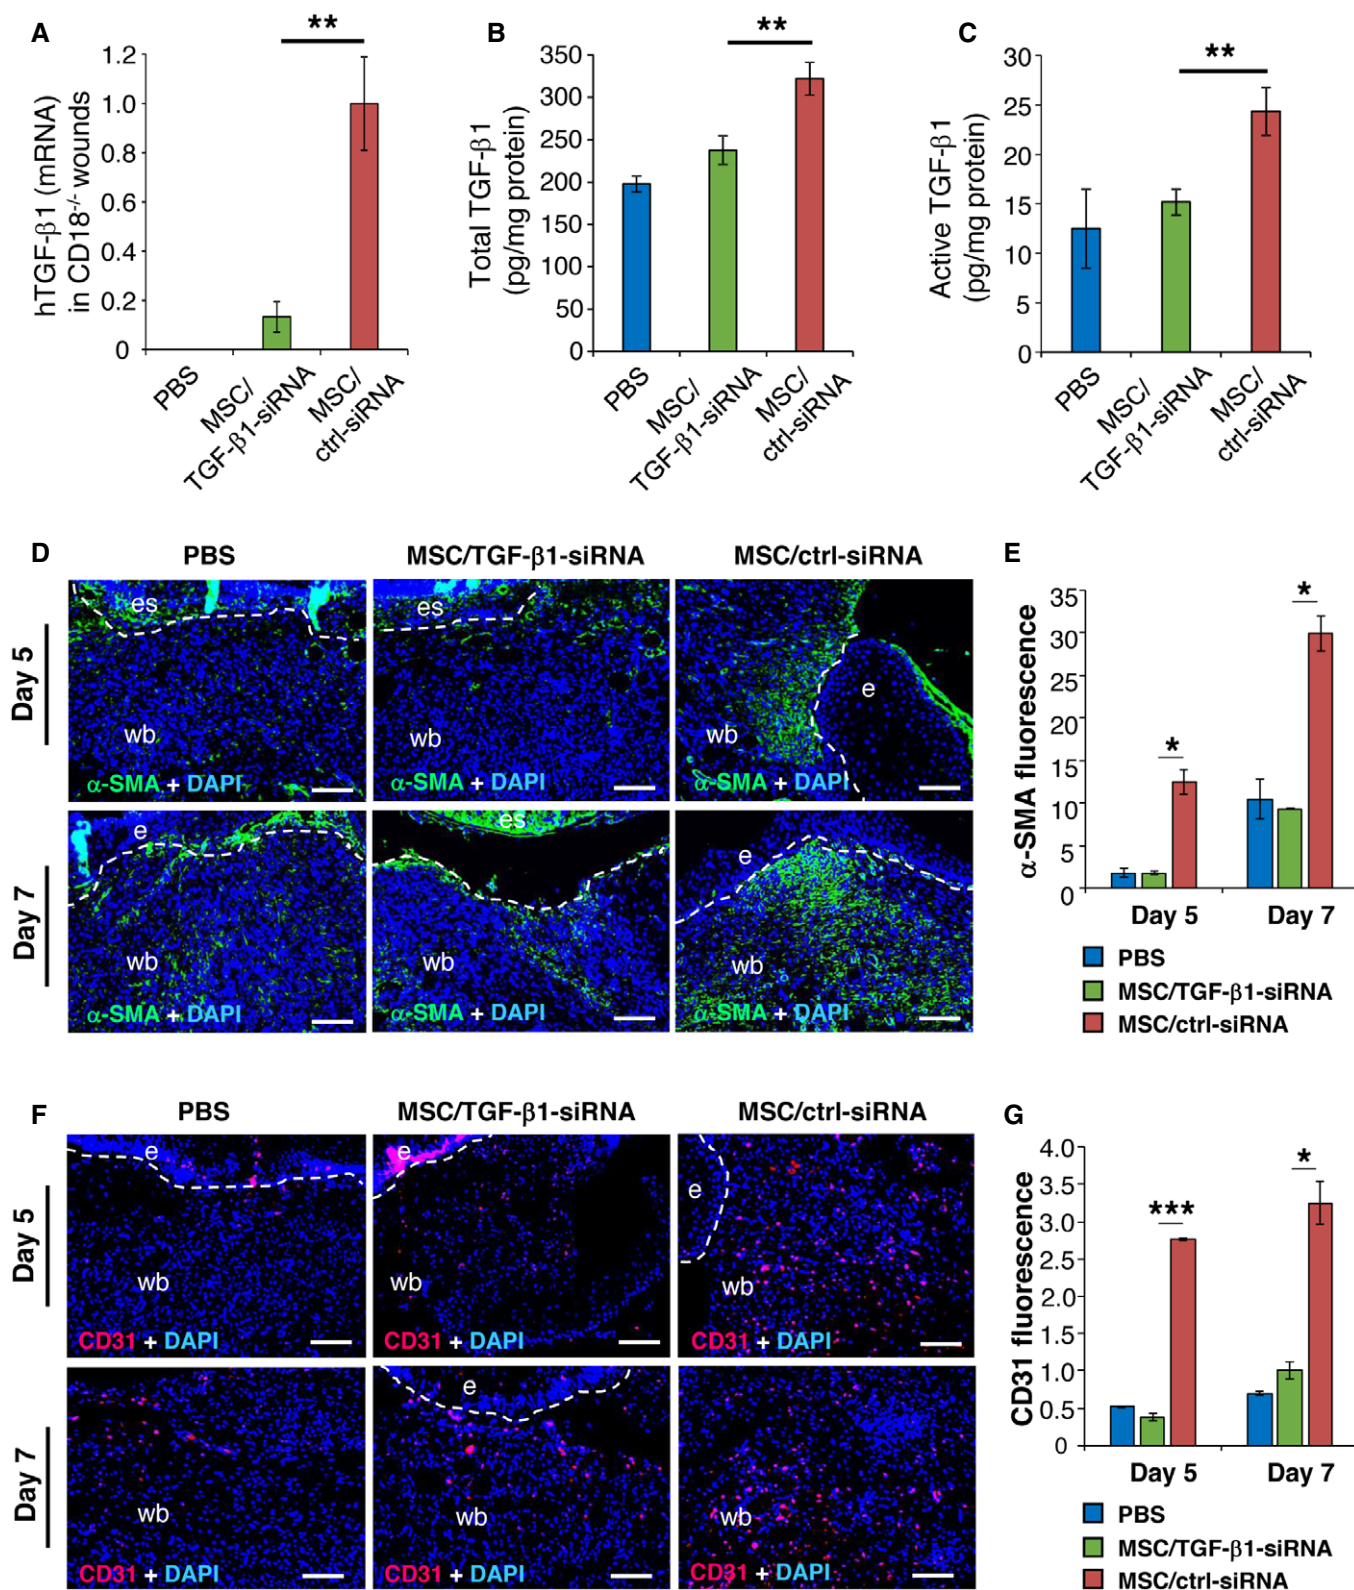 A
**
hTGF-β1 (mRNA)
in CD18-/- wounds
1.2
1.0
0.8
0.6
0.4
0.2
0
PBS
MSC/
TGF-β1-siRNA
MSC/
ctrl-siRNA
B
**
Total TGF-β1
(pg/mg protein)
350
300
250
200
150
100
50
0
PBS
MSC/
TGF-β1-siRNA
MSC/
ctrl-siRNA
C
**
Active TGF-β1
(pg/mg protein)
30
25
20
15
10
5
0
PBS
MSC/
TGF-β1-siRNA
MSC/
ctrl-siRNA
D
PBS
MSC/TGF-β1-siRNA
MSC/ctrl-siRNA
Day 5
es
wb
α-SMA + DAPI
es
wb
α-SMA + DAPI
e
wb
α-SMA + DAPI
Day 7
e
wb
α-SMA + DAPI
es
wb
α-SMA + DAPI
e
wb
α-SMA + DAPI
E
α-SMA fluorescence
35
30
25
20
15
10
5
0
*
*
Day 5
Day 7
PBS
MSC/TGF-β1-siRNA
MSC/ctrl-siRNA
F
PBS
MSC/TGF-β1-siRNA
MSC/ctrl-siRNA
Day 5
e
wb
CD31 + DAPI
e
wb
CD31 + DAPI
e
wb
CD31 + DAPI
Day 7
wb
CD31 + DAPI
e
wb
CD31 + DAPI
wb
CD31 + DAPI
G
CD31 fluorescence
4.0
3.5
3.0
2.5
2.0
1.5
1.0
0.5
0
***
*
Day 5
Day 7
PBS
MSC/TGF-β1-siRNA
MSC/ctrl-siRNA